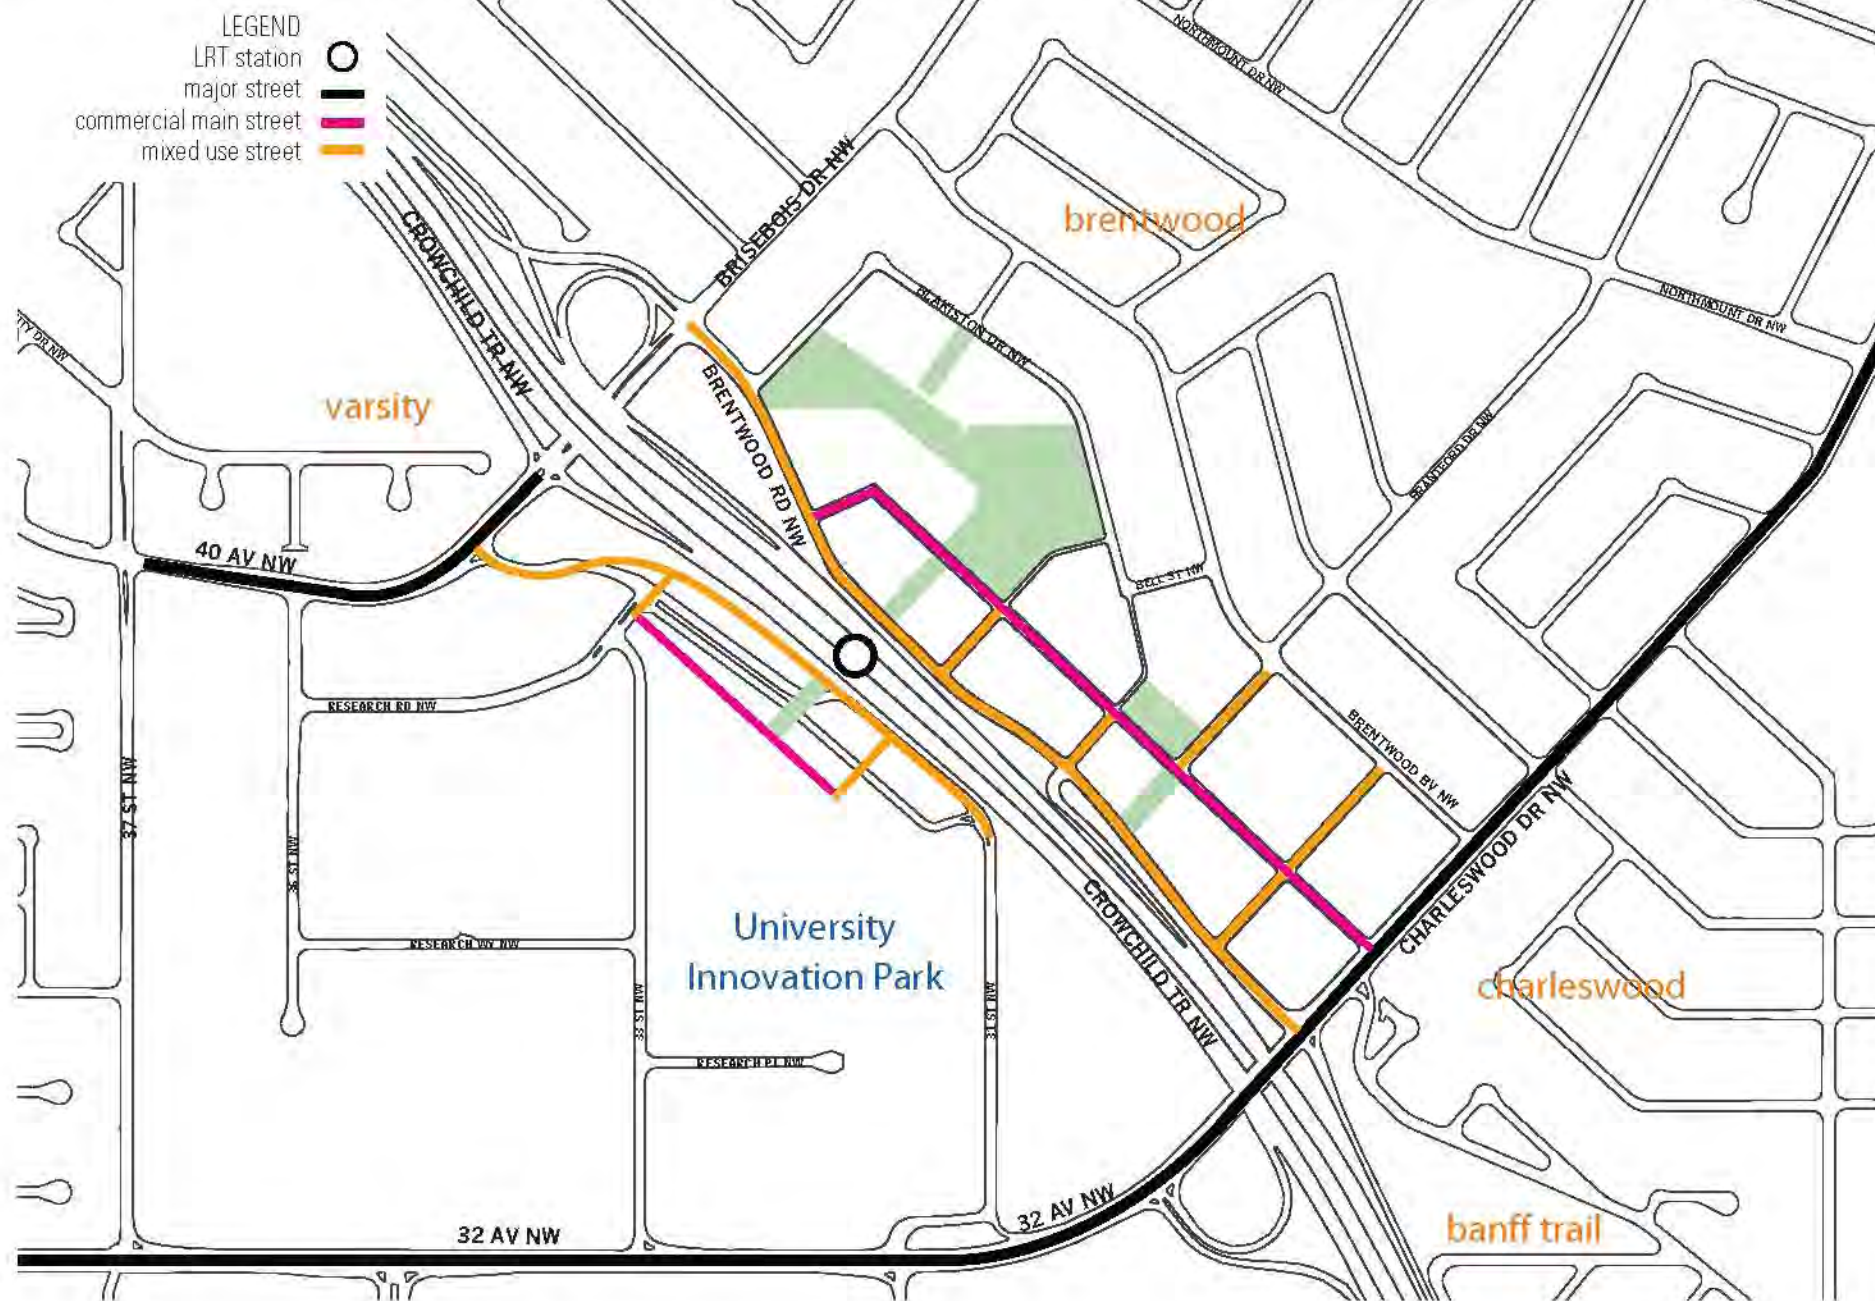 LEGEND
LRT station
major street
commercial main street
mixed use street
NORTHMOUNT DR NW
BRISEBOIS DR NW
brentwood
CROWCHILD TR NW
BLAKISTON DR NW
NORTHMOUNT DR NW
ITY DR NW
varsity
BRENTWOOD RD NW
BRANTFORD DR NW
40 AV NW
BELL ST NW
RESEARCH RD NW
BRENTWOOD BV NW
37 ST NW
36 ST NW
CHARLESWOOD DR NW
University
Innovation Park
RESEARCH WY NW
CROWCHILD TR NW
charleswood
33 ST NW
31 ST NW
RESEARCH PL NW
32 AV NW
32 AV NW
banff trail